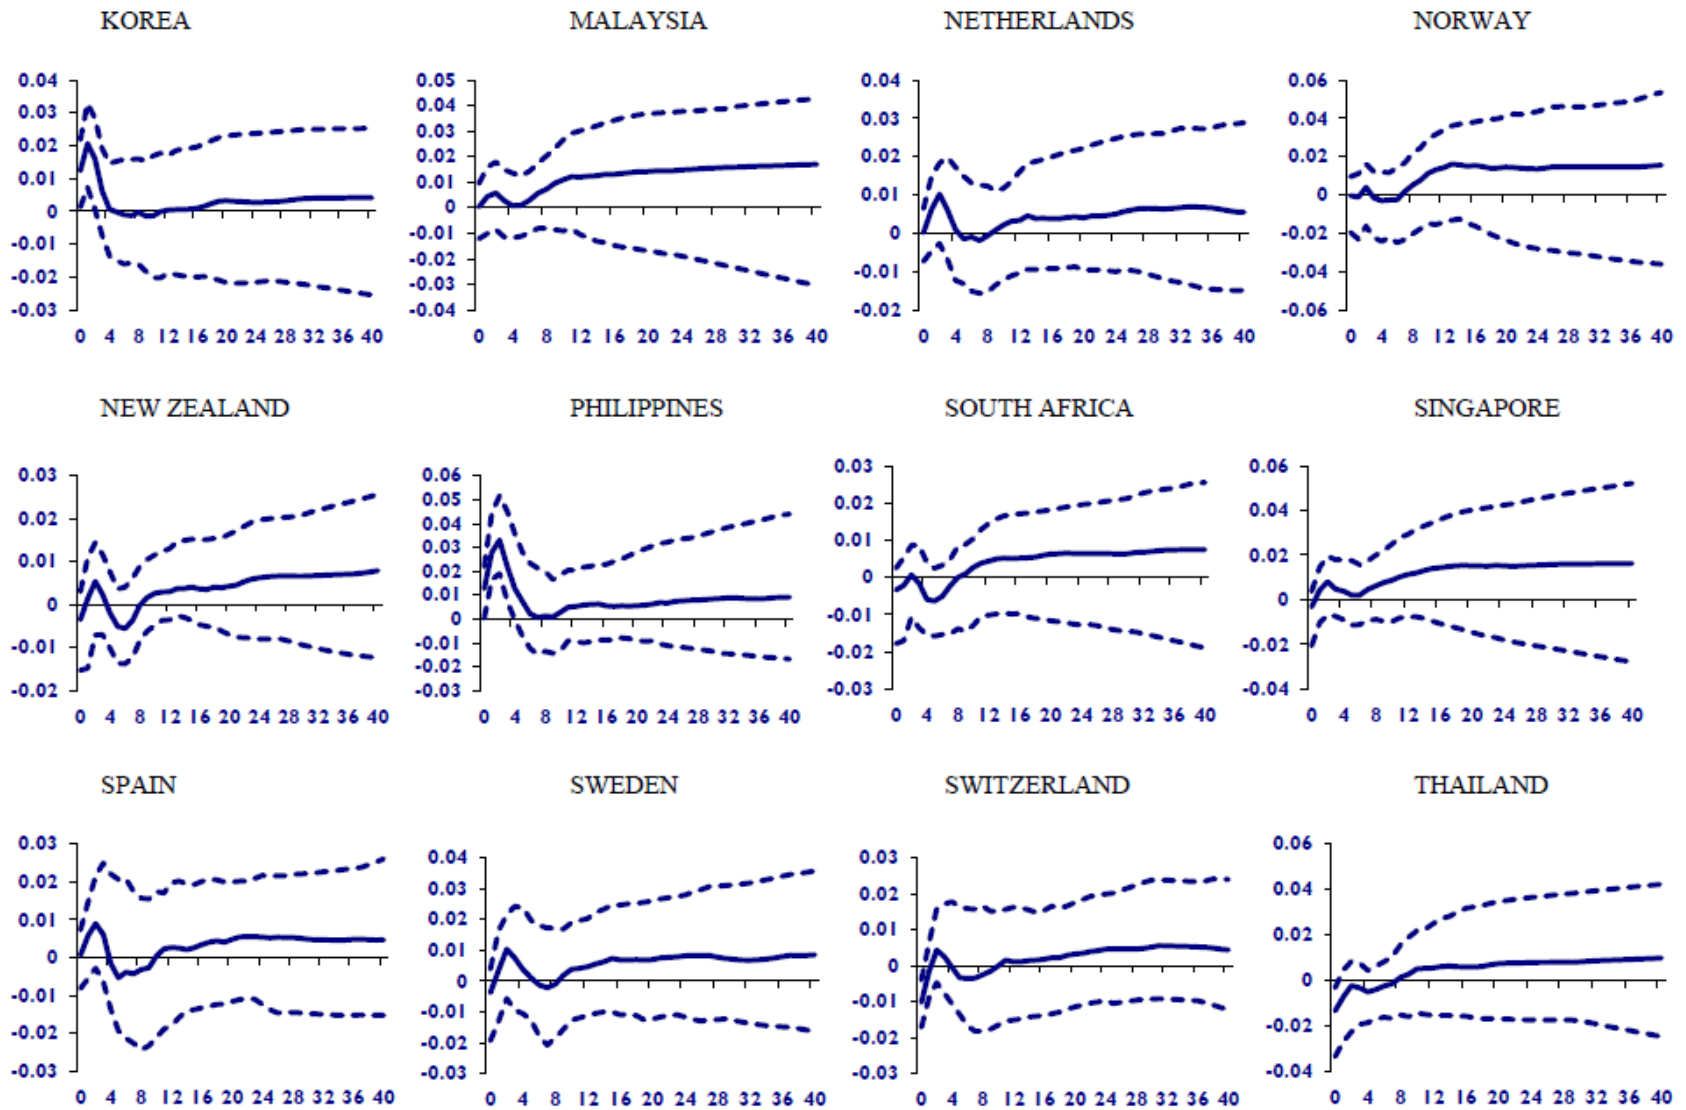 KOREA MALAYSIA NETHERLANDS NORWAY
0.04 0.05 0.04 0.06
0.03 0.04 0.03 0.04
0.02 0.03 0.02 0.02
0.01 0.02 0.01 0
0 0.01 0 -0.02
-0.01 0 -0.01 -0.04
-0.02 -0.01 -0.02 -0.06
-0.03 -0.02
-0.03
-0.04
0 4 8 12 16 20 24 28 32 36 40 0 4 8 12 16 20 24 28 32 36 40 0 4 8 12 16 20 24 28 32 36 40 0 4 8 12 16 20 24 28 32 36 40
NEW ZEALAND PHILIPPINES SOUTH AFRICA SINGAPORE
0.03 0.06 0.03 0.06
0.02 0.05 0.02 0.04
0.01 0.04 0.01 0.02
0 0.03 0 0
-0.01 0.02 -0.01 -0.02
-0.02 0.01 -0.02 -0.04
0 -0.03
-0.01
-0.02
-0.03
0 4 8 12 16 20 24 28 32 36 40 0 4 8 12 16 20 24 28 32 36 40 0 4 8 12 16 20 24 28 32 36 40 0 4 8 12 16 20 24 28 32 36 40
SPAIN SWEDEN SWITZERLAND THAILAND
0.03 0.04 0.03 0.06
0.02 0.03 0.02 0.04
0.01 0.02 0.01 0.02
0 0.01 0 0
-0.01 0 -0.01 -0.02
-0.02 -0.01 -0.02 -0.04
-0.03 -0.02 -0.03
-0.03
0 4 8 12 16 20 24 28 32 36 40 0 4 8 12 16 20 24 28 32 36 40 0 4 8 12 16 20 24 28 32 36 40 0 4 8 12 16 20 24 28 32 36 40